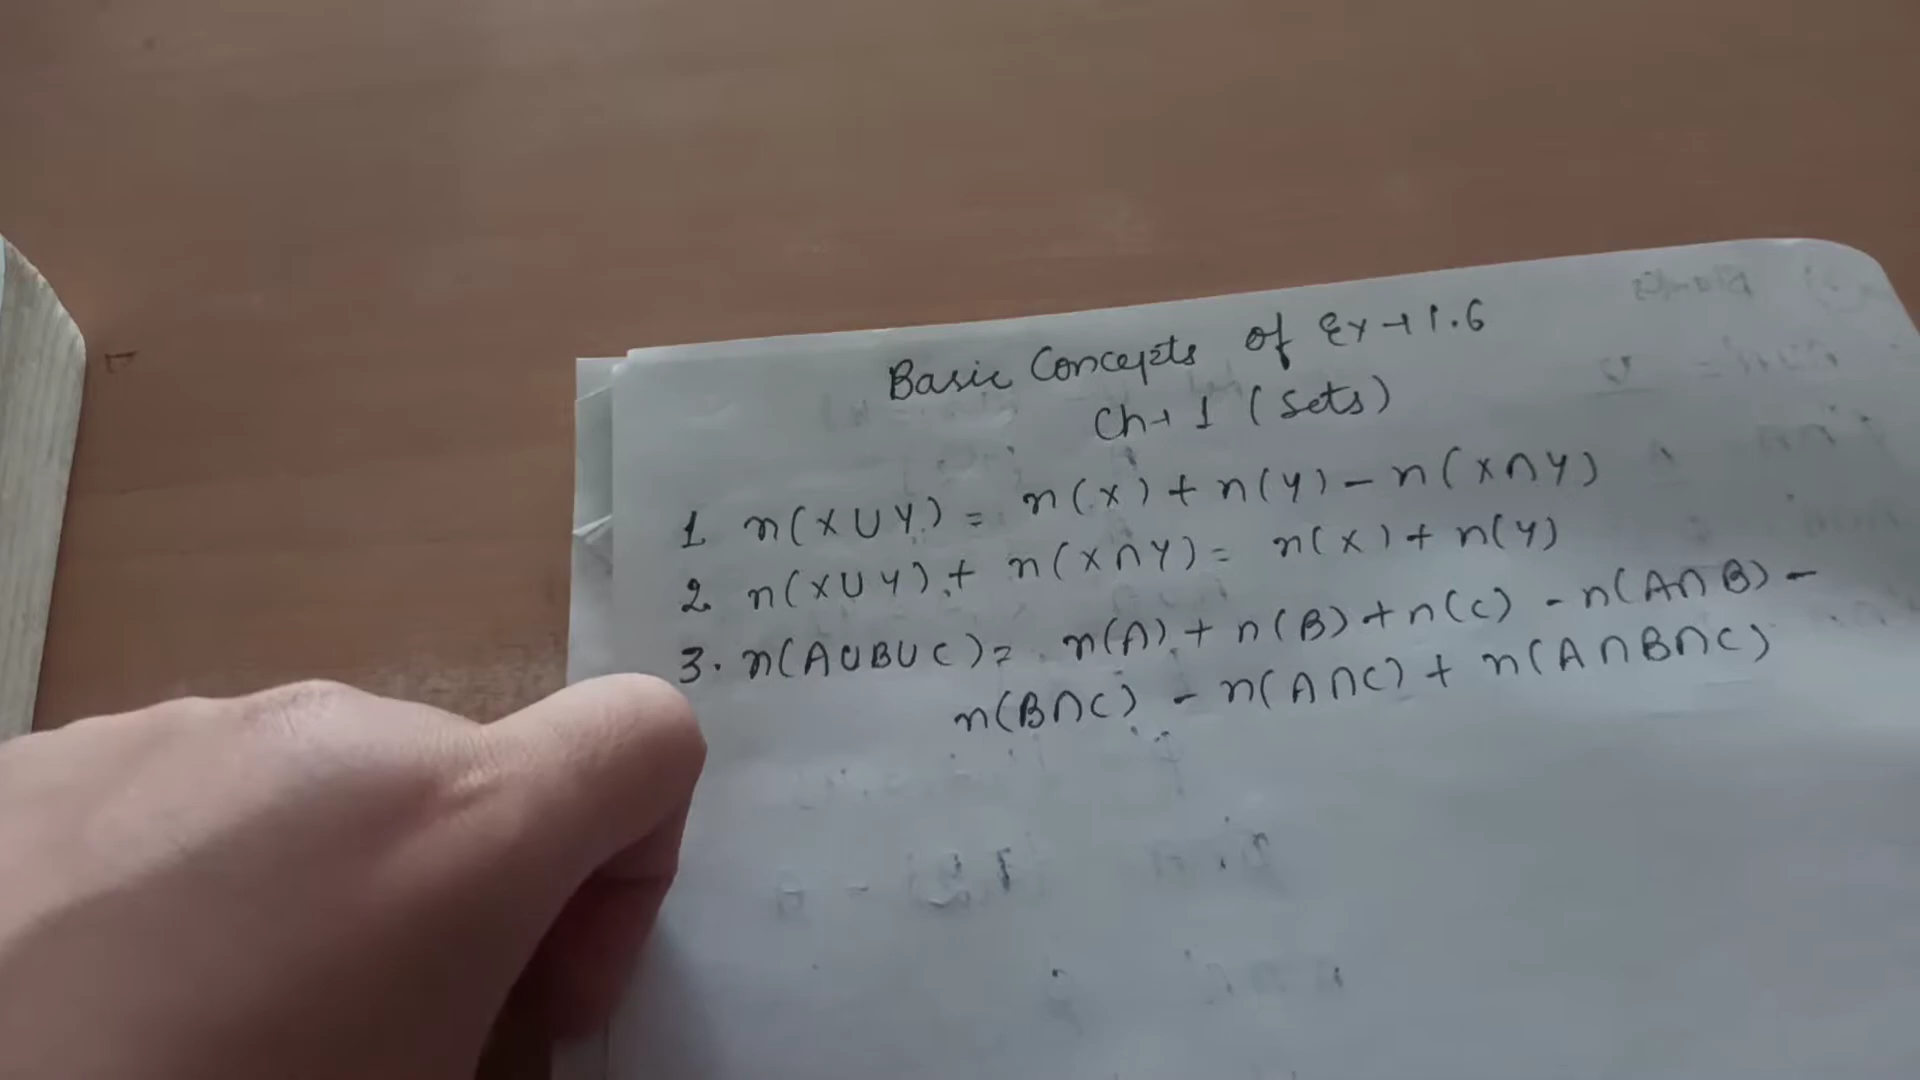 Basic Concepts of Ex→1.6
Ch→1 (Sets)
1. n(X∪Y) = n(X) + n(Y) - n(X∩Y)
2. n(X∪Y) + n(X∩Y) = n(X) + n(Y)
3. n(A∪B∪C) = n(A) + n(B) + n(C) - n(A∩B) -
n(B∩C) - n(A∩C) + n(A∩B∩C)